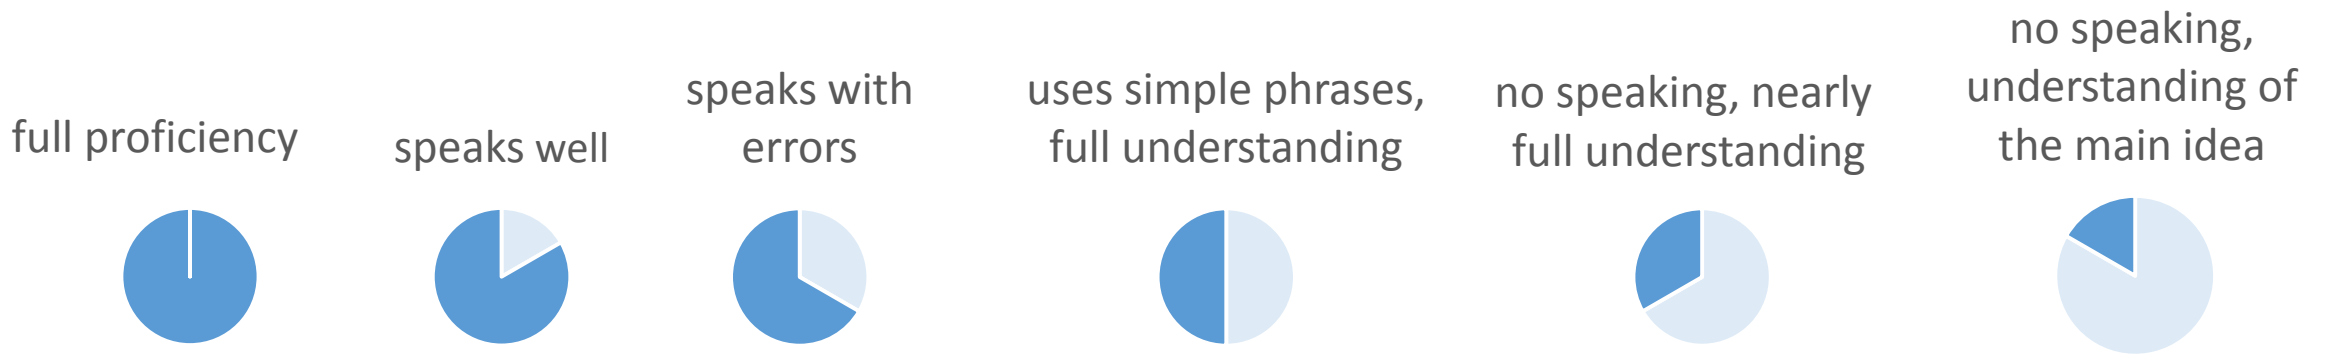 full proficiency
speaks well
speaks with
errors
uses simple phrases,
full understanding
no speaking, nearly
full understanding
no speaking,
understanding of
the main idea